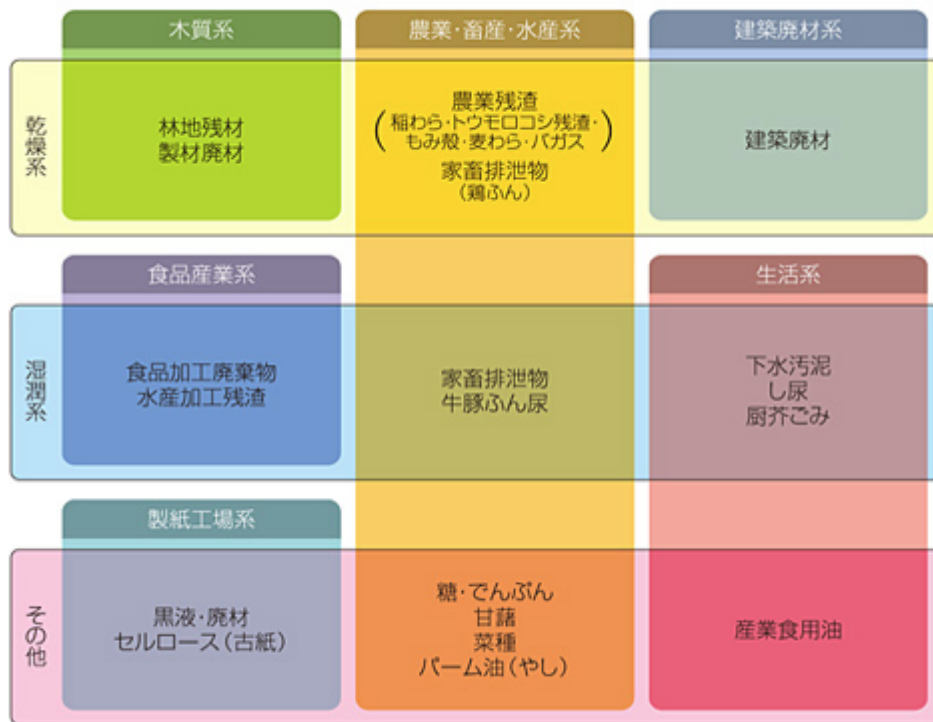 木質系
農業・畜産・水産系
建築廃材系
乾燥系
林地残材
製材廃材
農業残渣
(稲わら・トウモロコシ残渣・
もみ殻・麦わら・バガス)
家畜排泄物
(鶏ふん)
建築廃材
食品産業系
生活系
湿潤系
食品加工廃棄物
水産加工残渣
家畜排泄物
牛豚ふん尿
下水汚泥
し尿
厨芥ごみ
製紙工場系
その他
黒液・廃材
セルロース(古紙)
糖・でんぷん
甘藷
菜種
パーム油(やし)
産業食用油